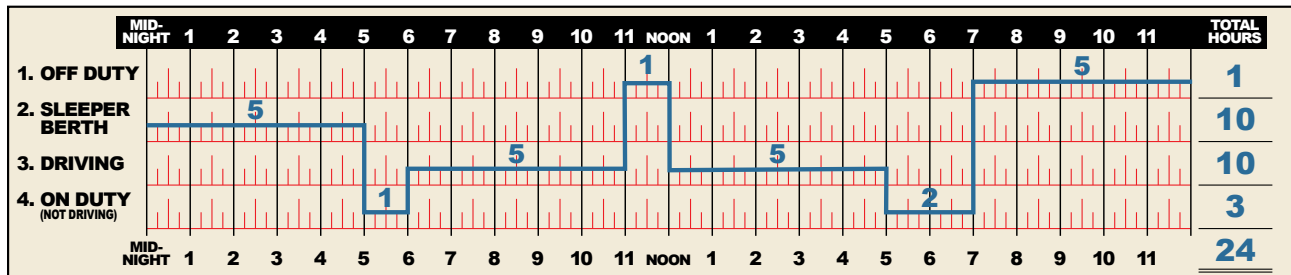 MID-NIGHT 1 2 3 4 5 6 7 8 9 10 11 NOON 1 2 3 4 5 6 7 8 9 10 11 TOTAL HOURS
1. OFF DUTY 1 5 1
2. SLEEPER BERTH 5 10
3. DRIVING 5 5 10
4. ON DUTY (NOT DRIVING) 1 2 3
MID-NIGHT 1 2 3 4 5 6 7 8 9 10 11 NOON 1 2 3 4 5 6 7 8 9 10 11 24